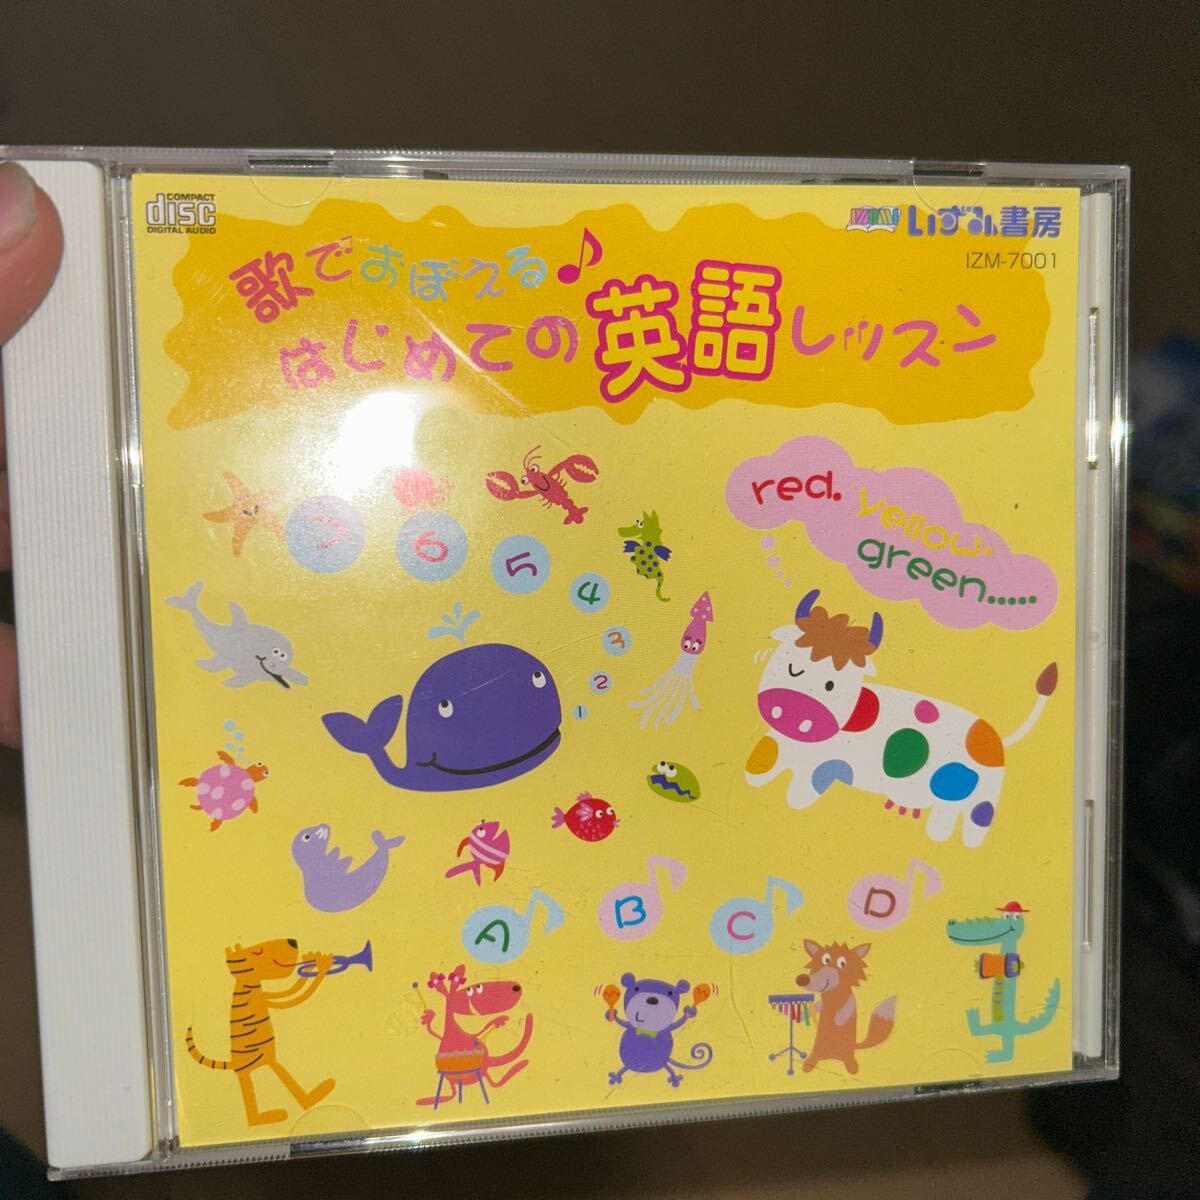 COMPACT
disc
DIGITAL AUDIO
いずみ書房
IZM-7001
歌でおぼえる♪
はじめての英語レッスン
red.
yellow.
green.....
7
6
5
4
3
2
1
A
B
C
D